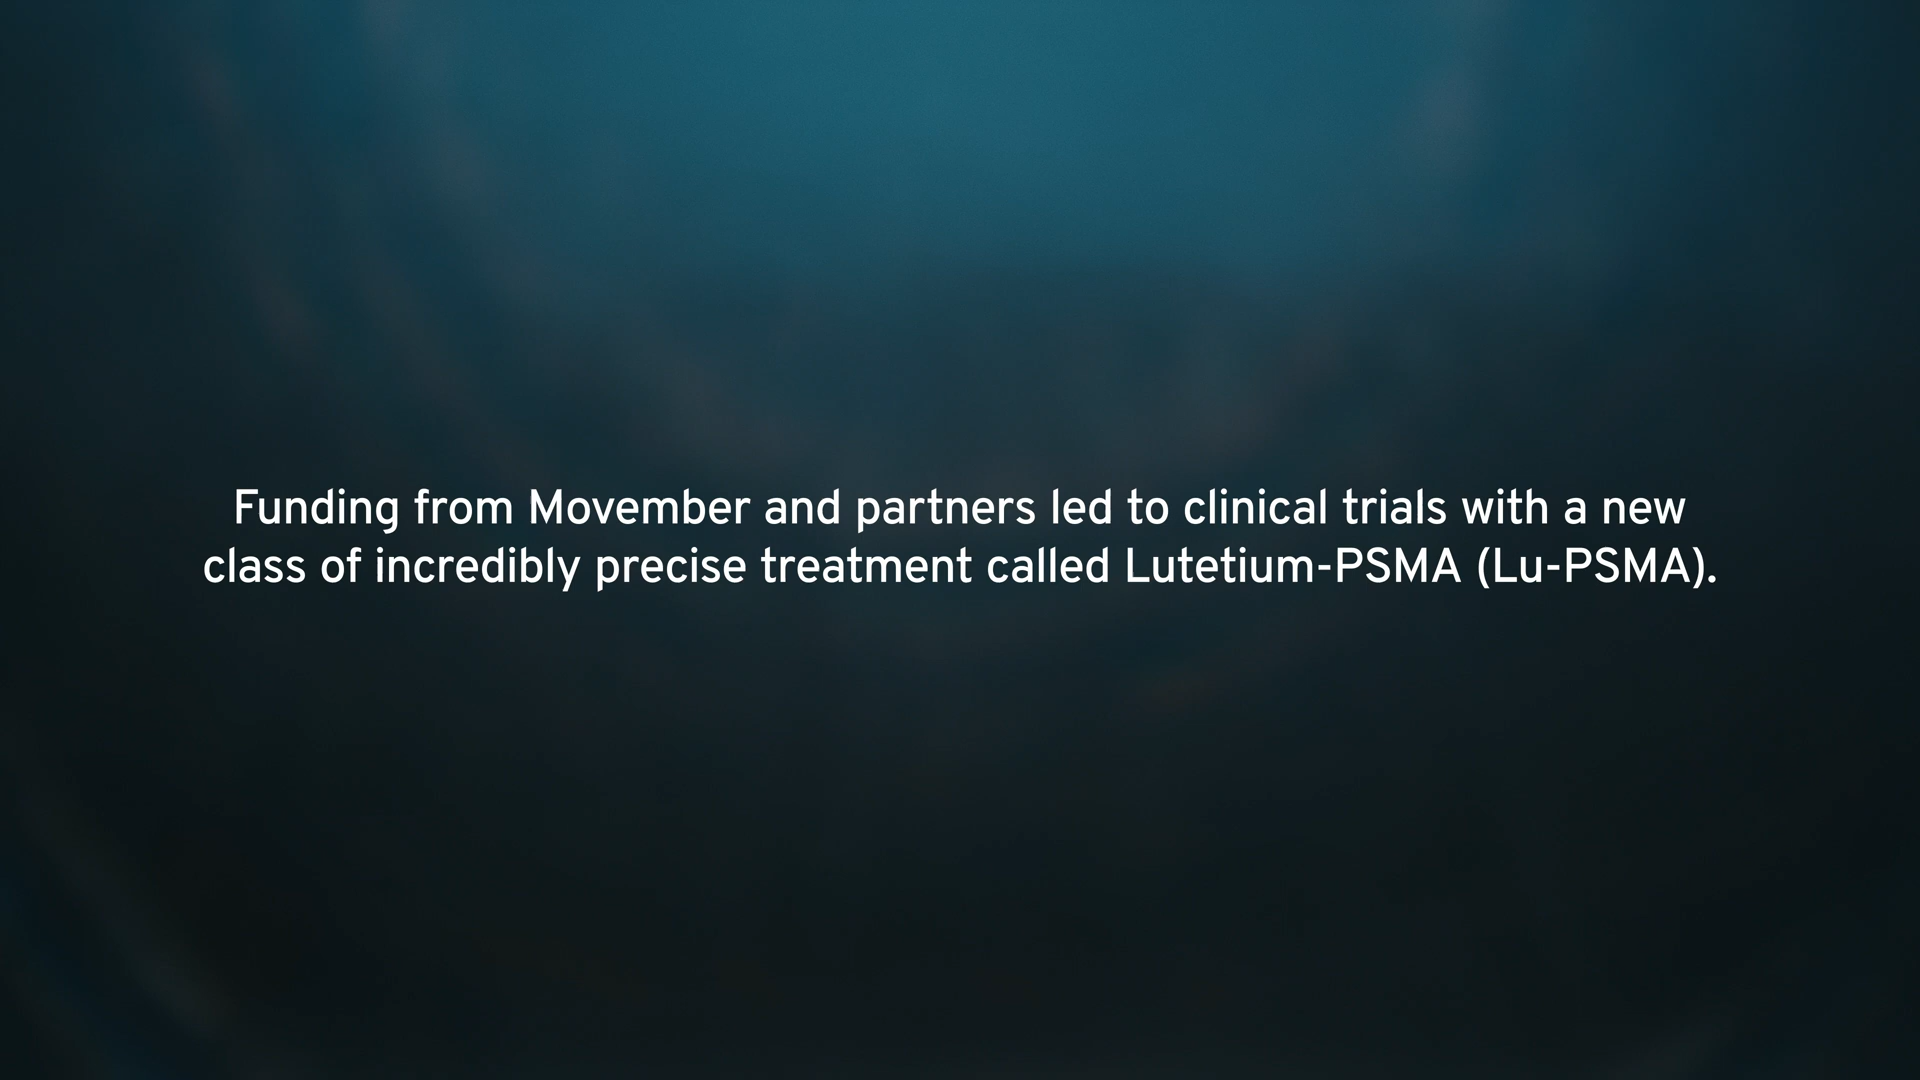 Funding from Movember and partners led to clinical trials with a new
class of incredibly precise treatment called Lutetium-PSMA (Lu-PSMA).